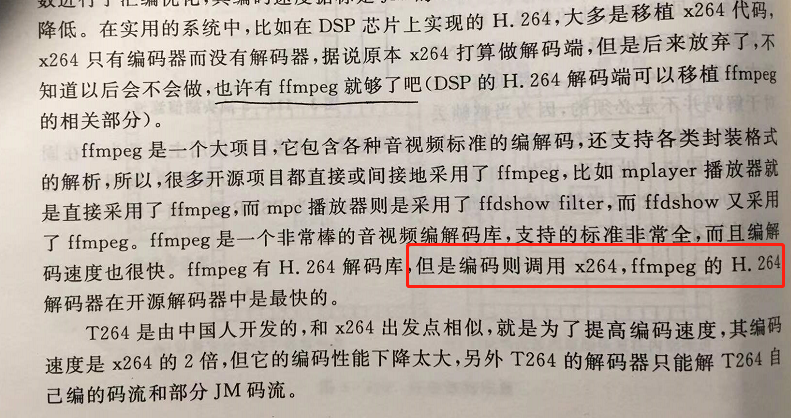 降低。在实用的系统中,比如在 DSP 芯片上实现的 H.264,大多是移植 x264 代码,
x264 只有编码器而没有解码器,据说原本 x264 打算做解码端,但是后来放弃了,不
知道以后会不会做,也许有 ffmpeg 就够了吧(DSP 的 H.264 解码端可以移植 ffmpeg
的相关部分)。
ffmpeg 是一个大项目,它包含各种音视频标准的编解码,还支持各类封装格式
的解析,所以,很多开源项目都直接或间接地采用了 ffmpeg,比如 mplayer 播放器就
是直接采用了 ffmpeg,而 mpc 播放器则是采用了 ffdshow filter,而 ffdshow 又采用
了 ffmpeg。ffmpeg 是一个非常棒的音视频编解码库,支持的标准非常全,而且编解
码速度也很快。ffmpeg 有 H.264 解码库,但是编码则调用 x264,ffmpeg 的 H.264
解码器在开源解码器中是最快的。
T264 是由中国人开发的,和 x264 出发点相似,就是为了提高编码速度,其编码
速度是 x264 的 2 倍,但它的编码性能下降太大,另外 T264 的解码器只能解 T264 自
己编的码流和部分 JM 码流。